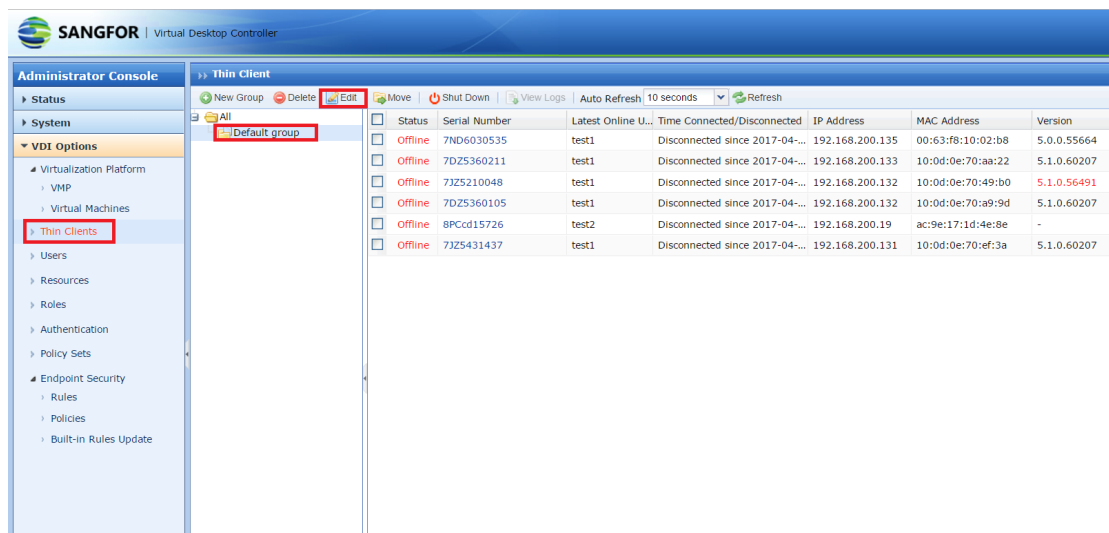 SANGFOR | Virtual Desktop Controller
Administrator Console
Status
System
VDI Options
Virtualization Platform
VMP
Virtual Machines
Thin Clients
Users
Resources
Roles
Authentication
Policy Sets
Endpoint Security
Rules
Policies
Built-in Rules Update
Thin Client
New Group Delete Edit Move Shut Down View Logs Auto Refresh 10 seconds Refresh
All
Default group
Status Serial Number Latest Online U... Time Connected/Disconnected IP Address MAC Address Version
Offline 7ND6030535 test1 Disconnected since 2017-04-... 192.168.200.135 00:63:f8:10:02:b8 5.0.0.55664
Offline 7DZ5360211 test1 Disconnected since 2017-04-... 192.168.200.133 10:0d:0e:70:aa:22 5.1.0.60207
Offline 7JZ5210048 test1 Disconnected since 2017-04-... 192.168.200.132 10:0d:0e:70:49:b0 5.1.0.56491
Offline 7DZ5360105 test1 Disconnected since 2017-04-... 192.168.200.132 10:0d:0e:70:a9:9d 5.1.0.60207
Offline 8PCcd15726 test2 Disconnected since 2017-04-... 192.168.200.19 ac:9e:17:1d:4e:8e -
Offline 7JZ5431437 test1 Disconnected since 2017-04-... 192.168.200.131 10:0d:0e:70:ef:3a 5.1.0.60207